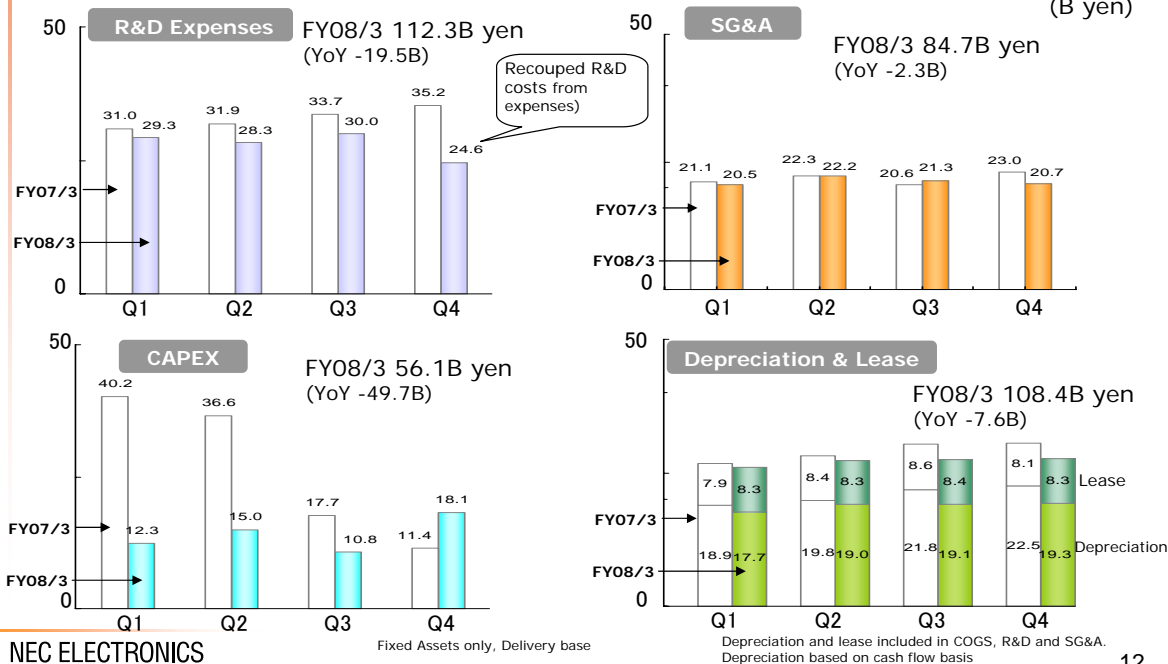 (B yen)
R&D Expenses
FY08/3 112.3B yen
(YoY -19.5B)
Recouped R&D
costs from
expenses)
50
31.0
29.3
31.9
28.3
33.7
30.0
35.2
24.6
FY07/3
FY08/3
0
Q1 Q2 Q3 Q4
SG&A
FY08/3 84.7B yen
(YoY -2.3B)
50
21.1
20.5
22.3
22.2
20.6
21.3
23.0
20.7
FY07/3
FY08/3
0
Q1 Q2 Q3 Q4
CAPEX
FY08/3 56.1B yen
(YoY -49.7B)
50
40.2
12.3
36.6
15.0
17.7
10.8
11.4
18.1
FY07/3
FY08/3
0
Q1 Q2 Q3 Q4
Fixed Assets only, Delivery base
Depreciation & Lease
FY08/3 108.4B yen
(YoY -7.6B)
50
7.9 8.3 8.4 8.3 8.6 8.4 8.1 8.3 Lease
18.9 17.7 19.8 19.0 21.8 19.1 22.5 19.3 Depreciation
FY07/3
FY08/3
0
Q1 Q2 Q3 Q4
Depreciation and lease included in COGS, R&D and SG&A.
Depreciation based on cash flow basis
NEC ELECTRONICS
12